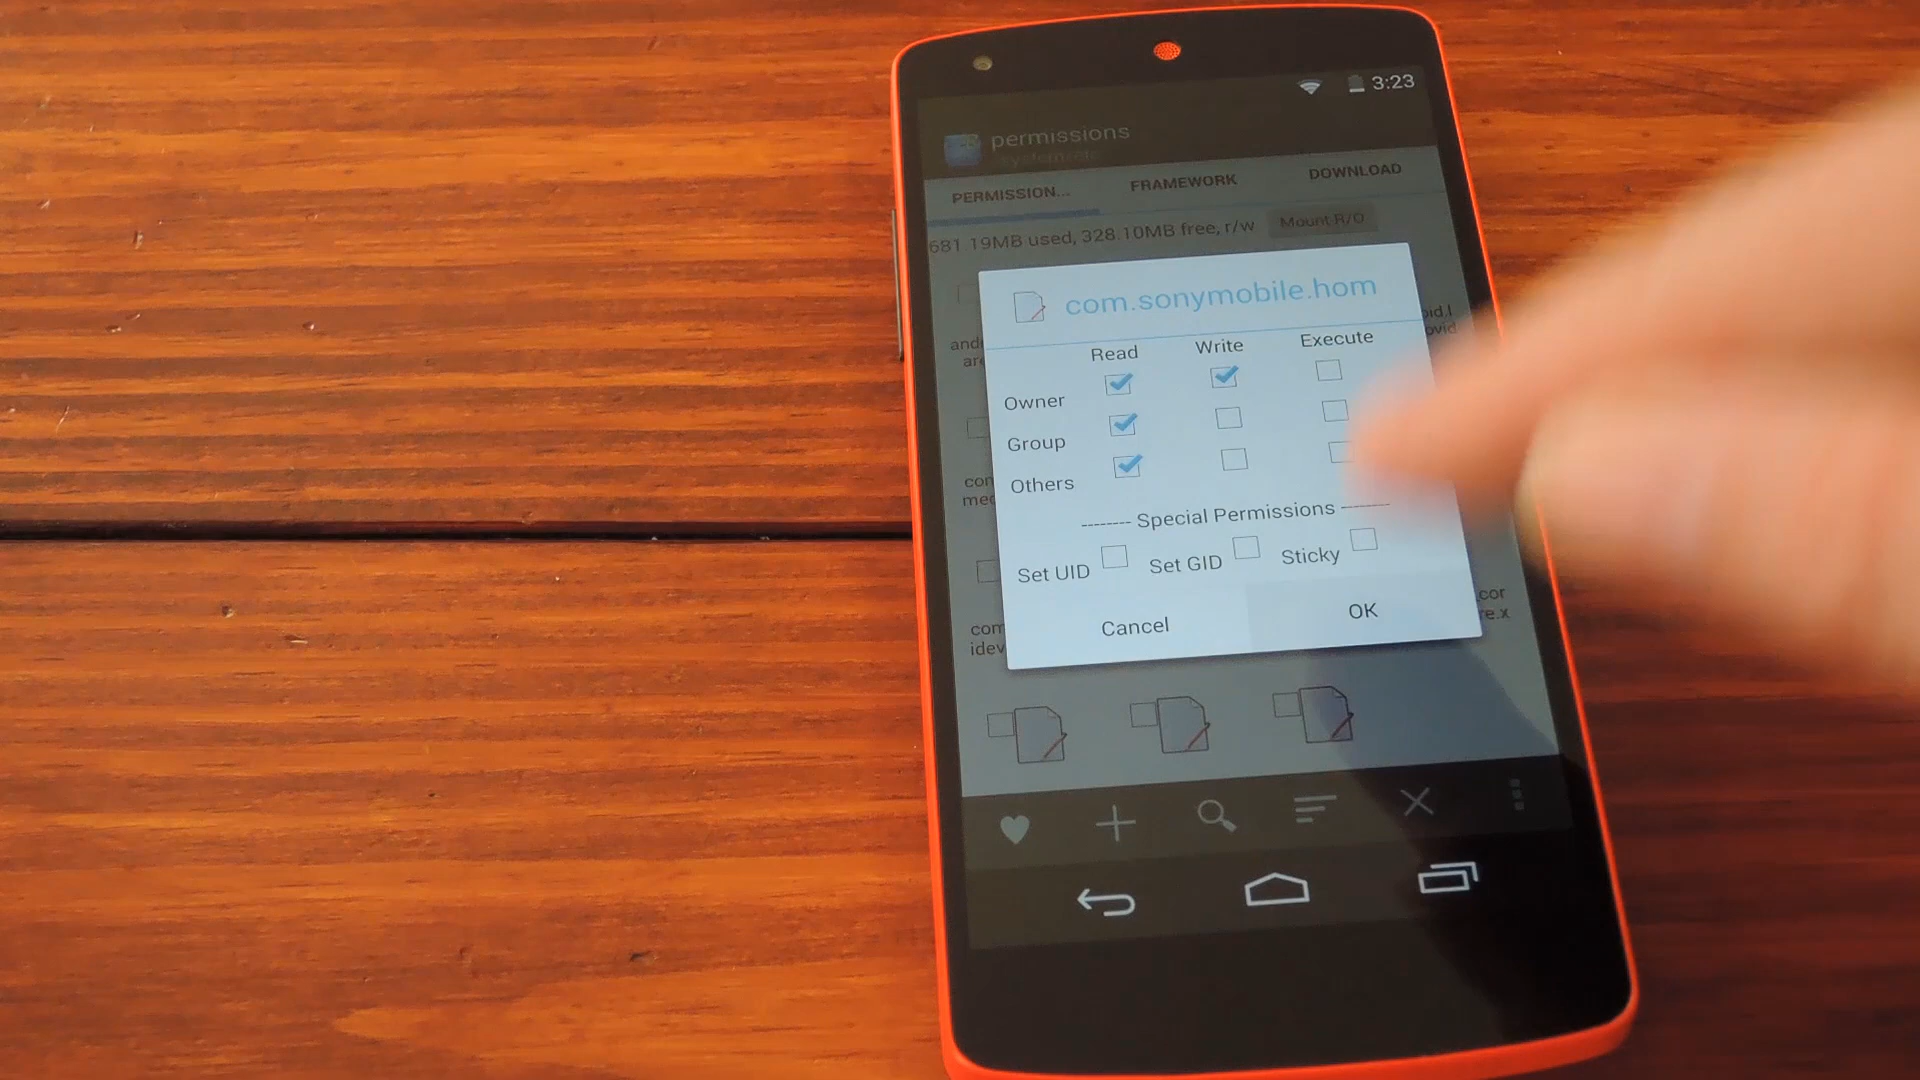 3:23
permissions
PERMISSION... FRAMEWORK DOWNLOAD
681 19MB used, 328.10MB free, r/w Mount R/O
com.sonymobile.hom
Read Write Execute
Owner
Group
Others
-------- Special Permissions --------
Set UID Set GID Sticky
Cancel OK